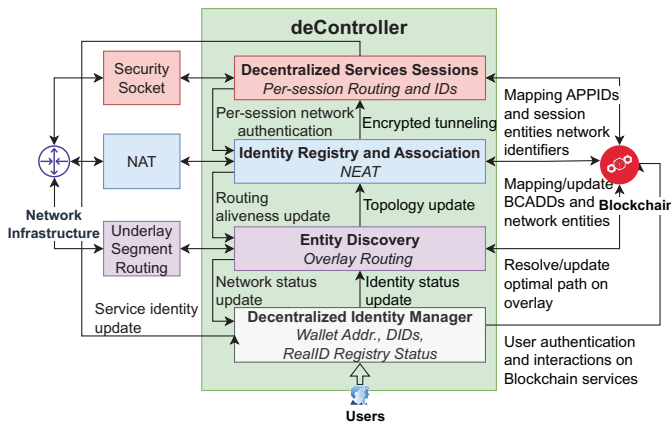 deController
Security
Socket
Decentralized Services Sessions
Per-session Routing and IDs
Per-session network
authentication
Encrypted tunneling
Mapping APPIDs
and session
entities network
identifiers
NAT
Identity Registry and Association
NEAT
Mapping/update
BCADDs and
network entities
Blockchain
Network
Infrastructure
Routing
aliveness update
Topology update
Underlay
Segment
Routing
Entity Discovery
Overlay Routing
Resolve/update
optimal path on
overlay
Network status
update
Identity status
update
Service identity
update
Decentralized Identity Manager
Wallet Addr., DIDs,
RealID Registry Status
User authentication
and interactions on
Blockchain services
Users